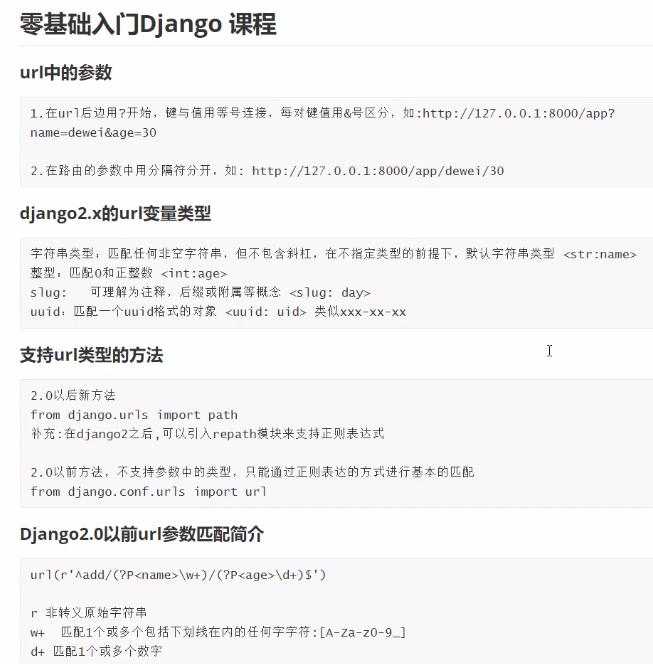 零基础入门Django 课程
url中的参数
1.在url后边用?开始，键与值用等号连接，每对键值用&号区分，如:http://127.0.0.1:8000/app?
name=dewei&age=30
2.在路由的参数中用分隔符分开，如: http://127.0.0.1:8000/app/dewei/30
django2.x的url变量类型
字符串类型：匹配任何非空字符串，但不包含斜杠，在不指定类型的前提下，默认字符串类型 <str:name>
整型：匹配0和正整数 <int:age>
slug:   可理解为注释，后缀或附属等概念 <slug: day>
uuid：匹配一个uuid格式的对象 <uuid: uid> 类似xxx-xx-xx
支持url类型的方法
2.0以后新方法
from django.urls import path
补充:在django2之后,可以引入repath模块来支持正则表达式
2.0以前方法，不支持参数中的类型，只能通过正则表达的方式进行基本的匹配
from django.conf.urls import url
Django2.0以前url参数匹配简介
url(r'^add/(?P<name>\w+)/(?P<age>\d+)$')
r 非转义原始字符串
w+  匹配1个或多个包括下划线在内的任何字字符:[A-Za-z0-9_]
d+ 匹配1个或多个数字